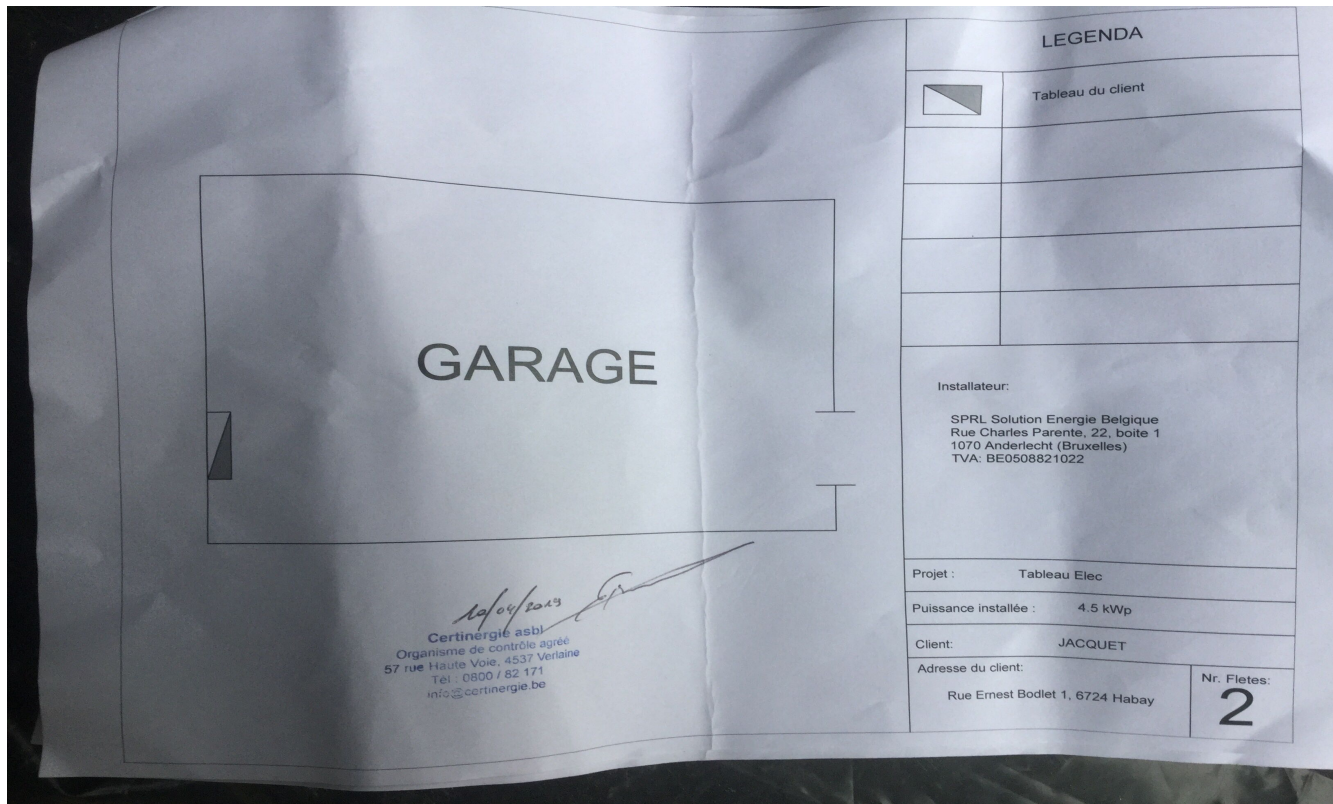 LEGENDA
Tableau du client
GARAGE
Installateur:
SPRL Solution Energie Belgique
Rue Charles Parente, 22, boite 1
1070 Anderlecht (Bruxelles)
TVA: BE0508821022
Projet : Tableau Elec
Puissance installée : 4.5 kWp
Client: JACQUET
Adresse du client:
Rue Ernest Bodlet 1, 6724 Habay
Nr. Fletes:
2
10/04/2019
Certinergie asbl
Organisme de contrôle agréé
57 rue Haute Voie, 4537 Verlaine
Tél : 0800 / 82 171
info@certinergie.be